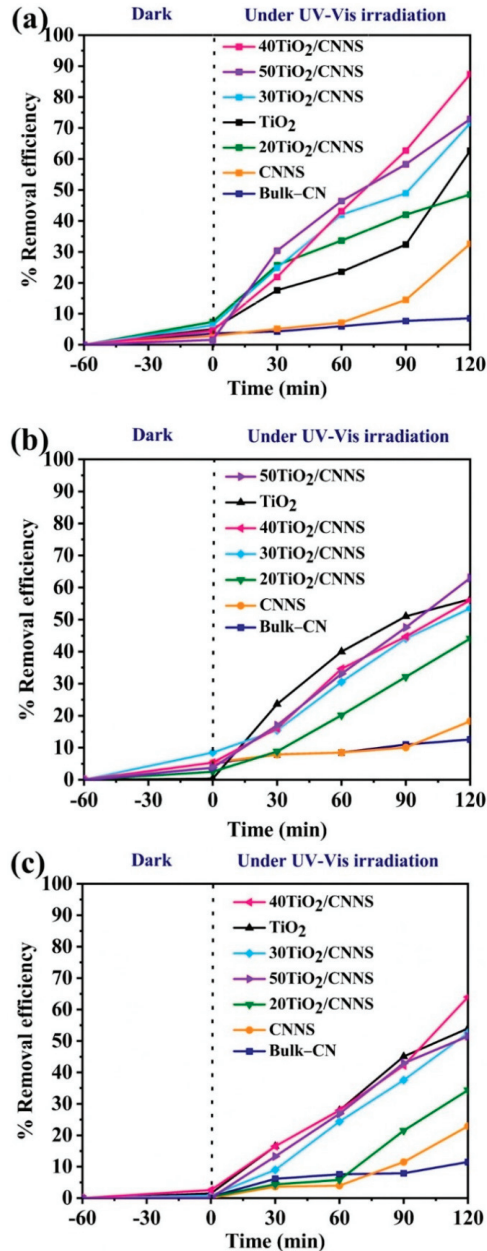 (a)
Dark Under UV-Vis irradiation
100
90
80
70
60
50
40
30
20
10
0
% Removal efficiency
40TiO2/CNNS
50TiO2/CNNS
30TiO2/CNNS
TiO2
20TiO2/CNNS
CNNS
Bulk–CN
-60 -30 0 30 60 90 120
Time (min)
(b)
Dark Under UV-Vis irradiation
100
90
80
70
60
50
40
30
20
10
0
% Removal efficiency
50TiO2/CNNS
TiO2
40TiO2/CNNS
30TiO2/CNNS
20TiO2/CNNS
CNNS
Bulk–CN
-60 -30 0 30 60 90 120
Time (min)
(c)
Dark Under UV-Vis irradiation
100
90
80
70
60
50
40
30
20
10
0
% Removal efficiency
40TiO2/CNNS
TiO2
30TiO2/CNNS
50TiO2/CNNS
20TiO2/CNNS
CNNS
Bulk–CN
-60 -30 0 30 60 90 120
Time (min)